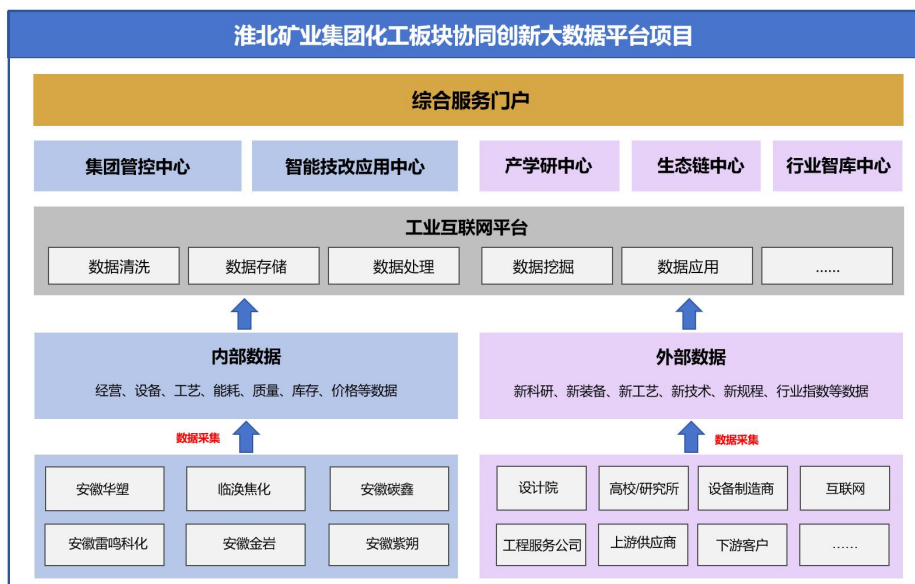 淮北矿业集团化工板块协同创新大数据平台项目
综合服务门户
集团管控中心
智能技改应用中心
产学研中心
生态链中心
行业智库中心
工业互联网平台
数据清洗
数据存储
数据处理
数据挖掘
数据应用
......
内部数据
经营、设备、工艺、能耗、质量、库存、价格等数据
外部数据
新科研、新装备、新工艺、新技术、新规程、行业指数等数据
数据采集
数据采集
安徽华塑
临涣焦化
安徽碳鑫
安徽雷鸣科化
安徽金岩
安徽紫朔
设计院
高校/研究所
设备制造商
互联网
工程服务公司
上游供应商
下游客户
......